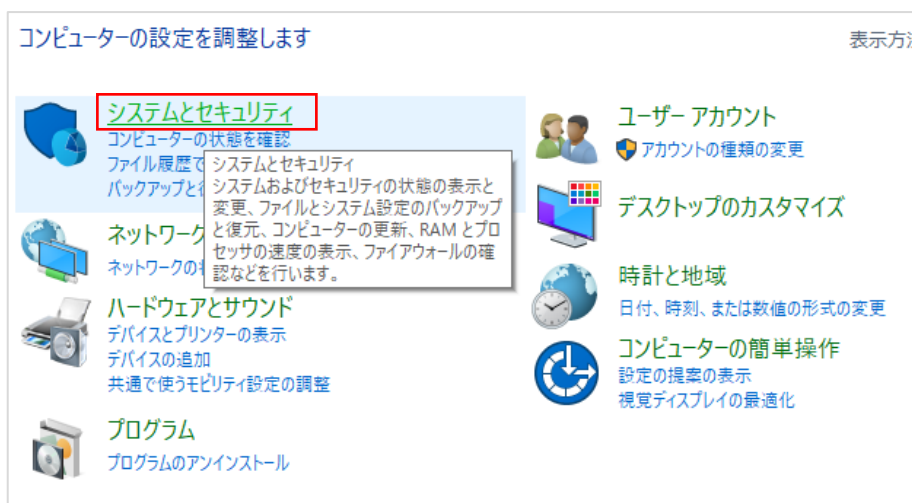 コンピューターの設定を調整します
表示方
システムとセキュリティ
コンピューターの状態を確認
ファイル履歴で
バックアップと
システムとセキュリティ
システムおよびセキュリティの状態の表示と
変更、ファイルとシステム設定のバックアップ
と復元、コンピューターの更新、RAM とプロ
セッサの速度の表示、ファイアウォールの確
認などを行います。
ネットワーク
ネットワークの
ハードウェアとサウンド
デバイスとプリンターの表示
デバイスの追加
共通で使うモビリティ設定の調整
プログラム
プログラムのアンインストール
ユーザー アカウント
アカウントの種類の変更
デスクトップのカスタマイズ
時計と地域
日付、時刻、または数値の形式の変更
コンピューターの簡単操作
設定の提案の表示
視覚ディスプレイの最適化